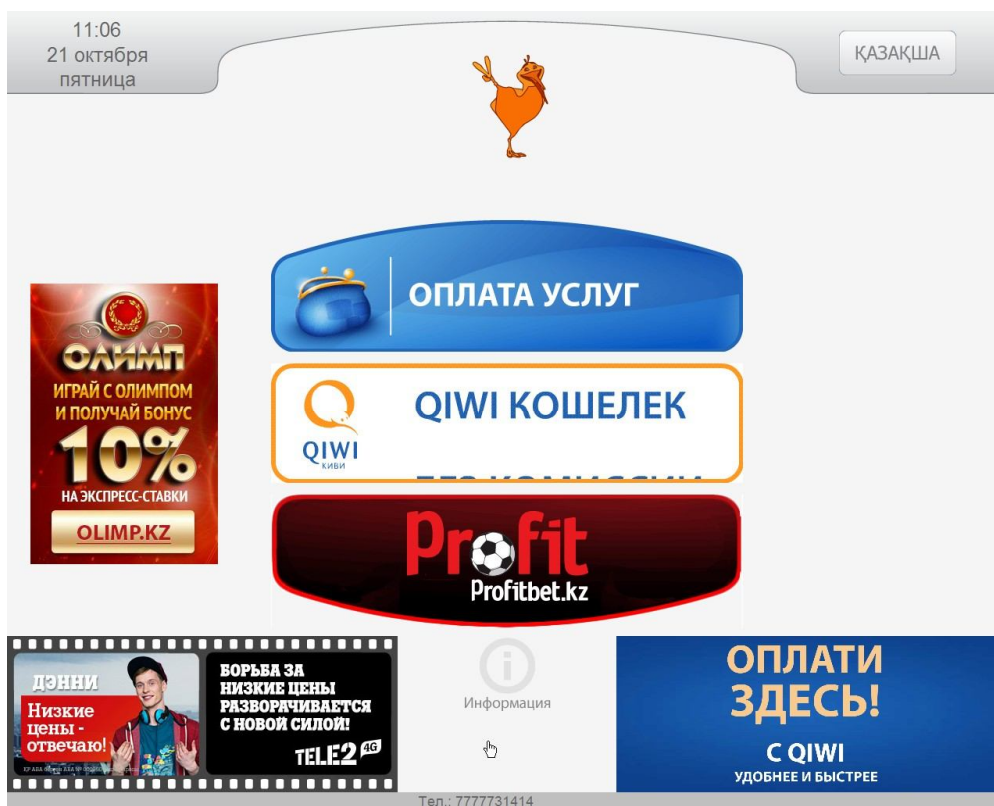 11:06
21 октября
пятница
ҚАЗАҚША
ОПЛАТА УСЛУГ
QIWI КОШЕЛЕК
QIWI
КИВИ
БЕЗ КОМИССИИ
ОЛИМП
ИГРАЙ С ОЛИМПОМ
И ПОЛУЧАЙ БОНУС
10%
НА ЭКСПРЕСС-СТАВКИ
OLIMP.KZ
Profit
Profitbet.kz
ДЭННИ
Низкие
цены -
отвечаю!
БОРЬБА ЗА
НИЗКИЕ ЦЕНЫ
РАЗВОРАЧИВАЕТСЯ
С НОВОЙ СИЛОЙ!
TELE2 4G
Информация
ОПЛАТИ
ЗДЕСЬ!
С QIWI
УДОБНЕЕ И БЫСТРЕЕ
Тел.: 7777731414